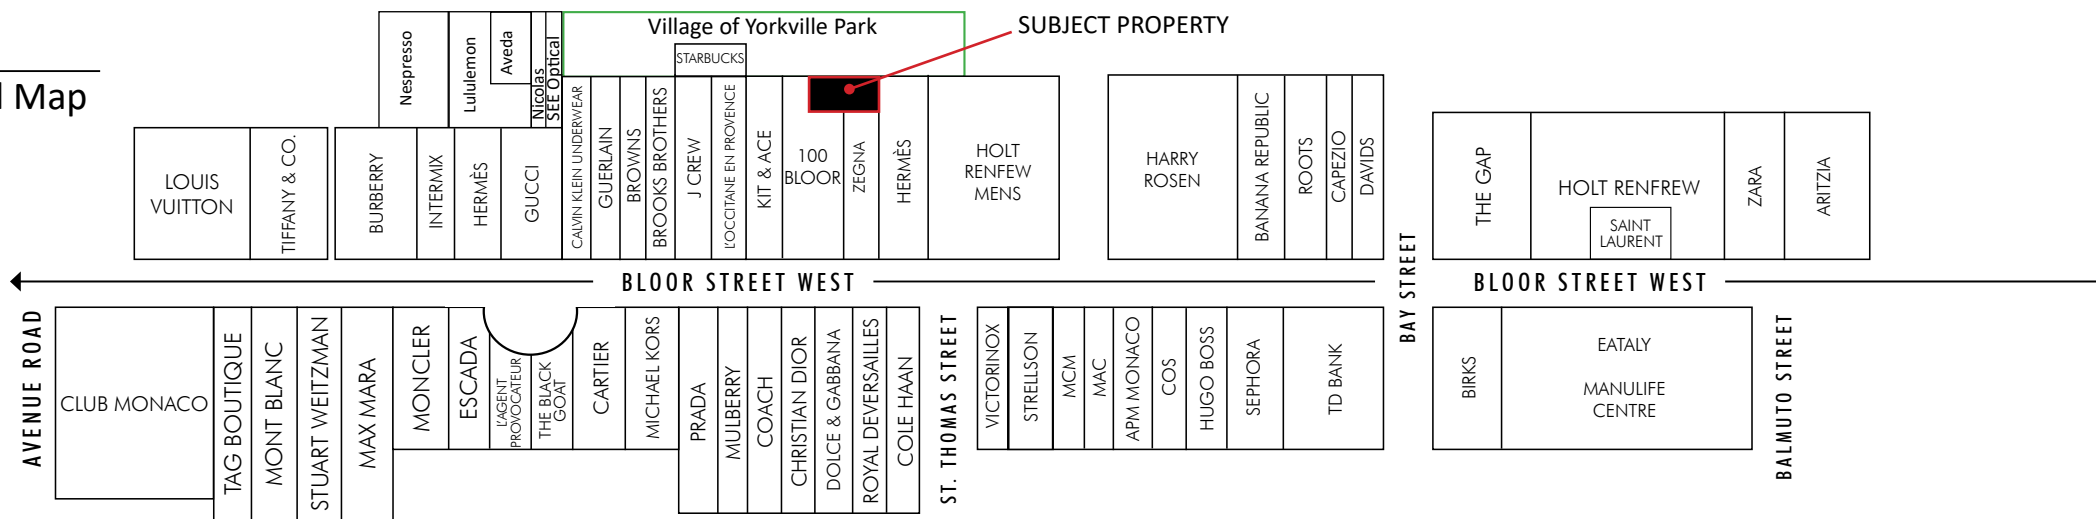 Map
Nespresso
Lululemon
Aveda
Nicolas
SEE Optical
Village of Yorkville Park
STARBUCKS
SUBJECT PROPERTY
LOUIS
VUITTON
TIFFANY & CO.
BURBERRY
INTERMIX
HERMÈS
GUCCI
CALVIN KLEIN UNDERWEAR
GUERLAIN
BROWNS
BROOKS BROTHERS
J CREW
L'OCCITANE EN PROVENCE
KIT & ACE
100
BLOOR
ZEGNA
HERMÈS
HOLT
RENFEW
MENS
HARRY
ROSEN
BANANA REPUBLIC
ROOTS
CAPEZIO
DAVIDS
THE GAP
HOLT RENFREW
SAINT
LAURENT
ZARA
ARITZIA
BLOOR STREET WEST
BAY STREET
BLOOR STREET WEST
AVENUE ROAD
CLUB MONACO
TAG BOUTIQUE
MONT BLANC
STUART WEITZMAN
MAX MARA
MONCLER
ESCADA
L'AGENT
PROVOCATEUR
THE BLACK
GOAT
CARTIER
MICHAEL KORS
PRADA
MULBERRY
COACH
CHRISTIAN DIOR
DOLCE & GABBANA
ROYAL DEVERSAILLES
COLE HAAN
ST. THOMAS STREET
VICTORINOX
STRELLSON
MCM
MAC
APM MONACO
COS
HUGO BOSS
SEPHORA
TD BANK
BIRKS
EATALY
MANULIFE
CENTRE
BALMUTO STREET